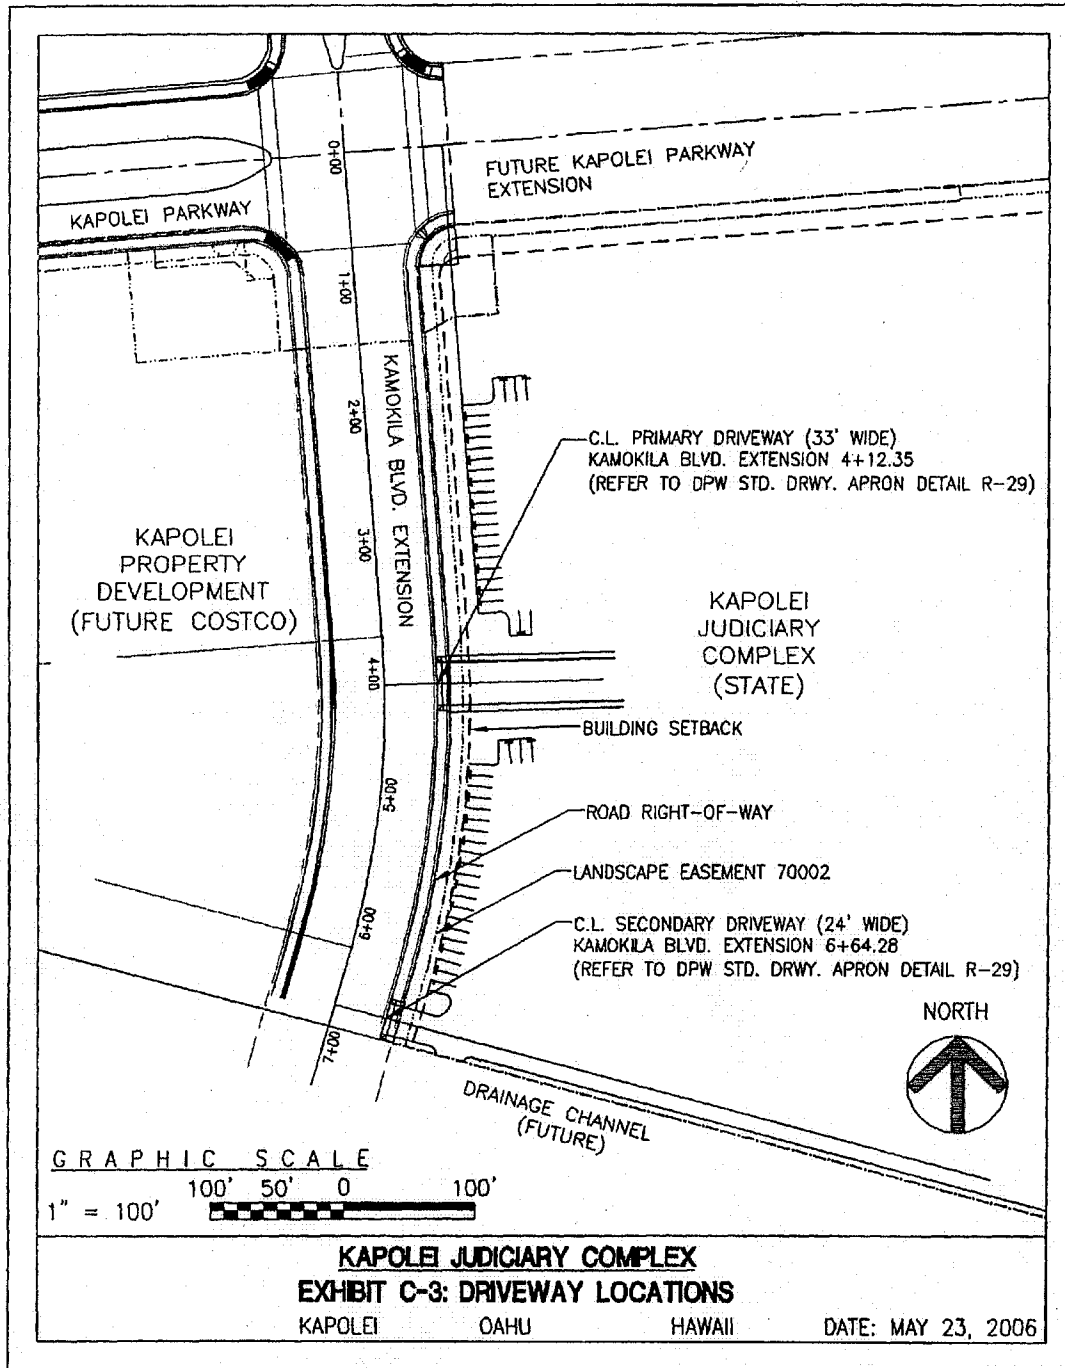 FUTURE KAPOLEI PARKWAY
EXTENSION
KAPOLEI PARKWAY
0+00
1+00
2+00
3+00
4+00
5+00
6+00
7+00
KAMOKILA BLVD. EXTENSION
C.L. PRIMARY DRIVEWAY (33' WIDE)
KAMOKILA BLVD. EXTENSION 4+12.35
(REFER TO DPW STD. DRWY. APRON DETAIL R-29)
KAPOLEI
PROPERTY
DEVELOPMENT
(FUTURE COSTCO)
KAPOLEI
JUDICIARY
COMPLEX
(STATE)
BUILDING SETBACK
ROAD RIGHT-OF-WAY
LANDSCAPE EASEMENT 70002
C.L. SECONDARY DRIVEWAY (24' WIDE)
KAMOKILA BLVD. EXTENSION 6+64.28
(REFER TO DPW STD. DRWY. APRON DETAIL R-29)
NORTH
DRAINAGE CHANNEL
(FUTURE)
GRAPHIC SCALE
100' 50' 0 100'
1" = 100'
KAPOLEI JUDICIARY COMPLEX
EXHIBIT C-3: DRIVEWAY LOCATIONS
KAPOLEI OAHU HAWAII DATE: MAY 23, 2006